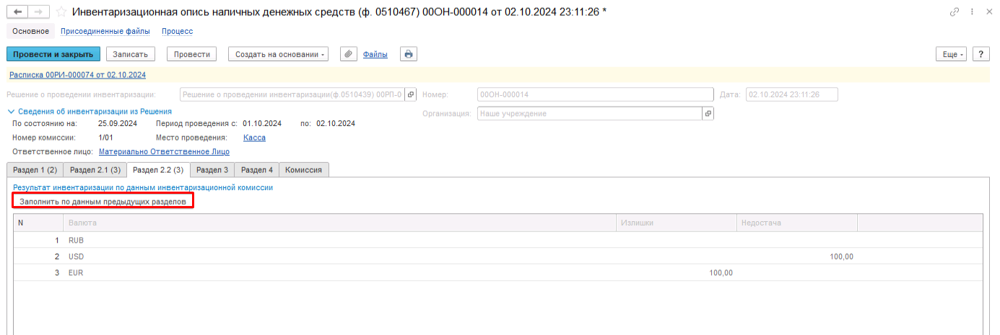 Инвентаризационная опись наличных денежных средств (ф. 0510467) 00ОН-000014 от 02.10.2024 23:11:26 *
Основное Присоединенные файлы Процесс
Провести и закрыть Записать Провести Создать на основании Файлы Еще ?
Расписка 00РИ-000074 от 02.10.2024
Решение о проведении инвентаризации: Решение о проведении инвентаризации(ф.0510439) 00РП-0 Номер: 00ОН-000014 Дата: 02.10.2024 23:11:26
Сведения об инвентаризации из Решения Организация: Наше учреждение
По состоянию на: 25.09.2024 Период проведения с: 01.10.2024 по: 02.10.2024
Номер комиссии: 1/01 Место проведения: Касса
Ответственное лицо: Материально Ответственное Лицо
Раздел 1 (2) Раздел 2.1 (3) Раздел 2.2 (3) Раздел 3 Раздел 4 Комиссия
Результат инвентаризации по данным инвентаризационной комиссии
Заполнить по данным предыдущих разделов
N Валюта Излишки Недостача
1 RUB
2 USD 100,00
3 EUR 100,00